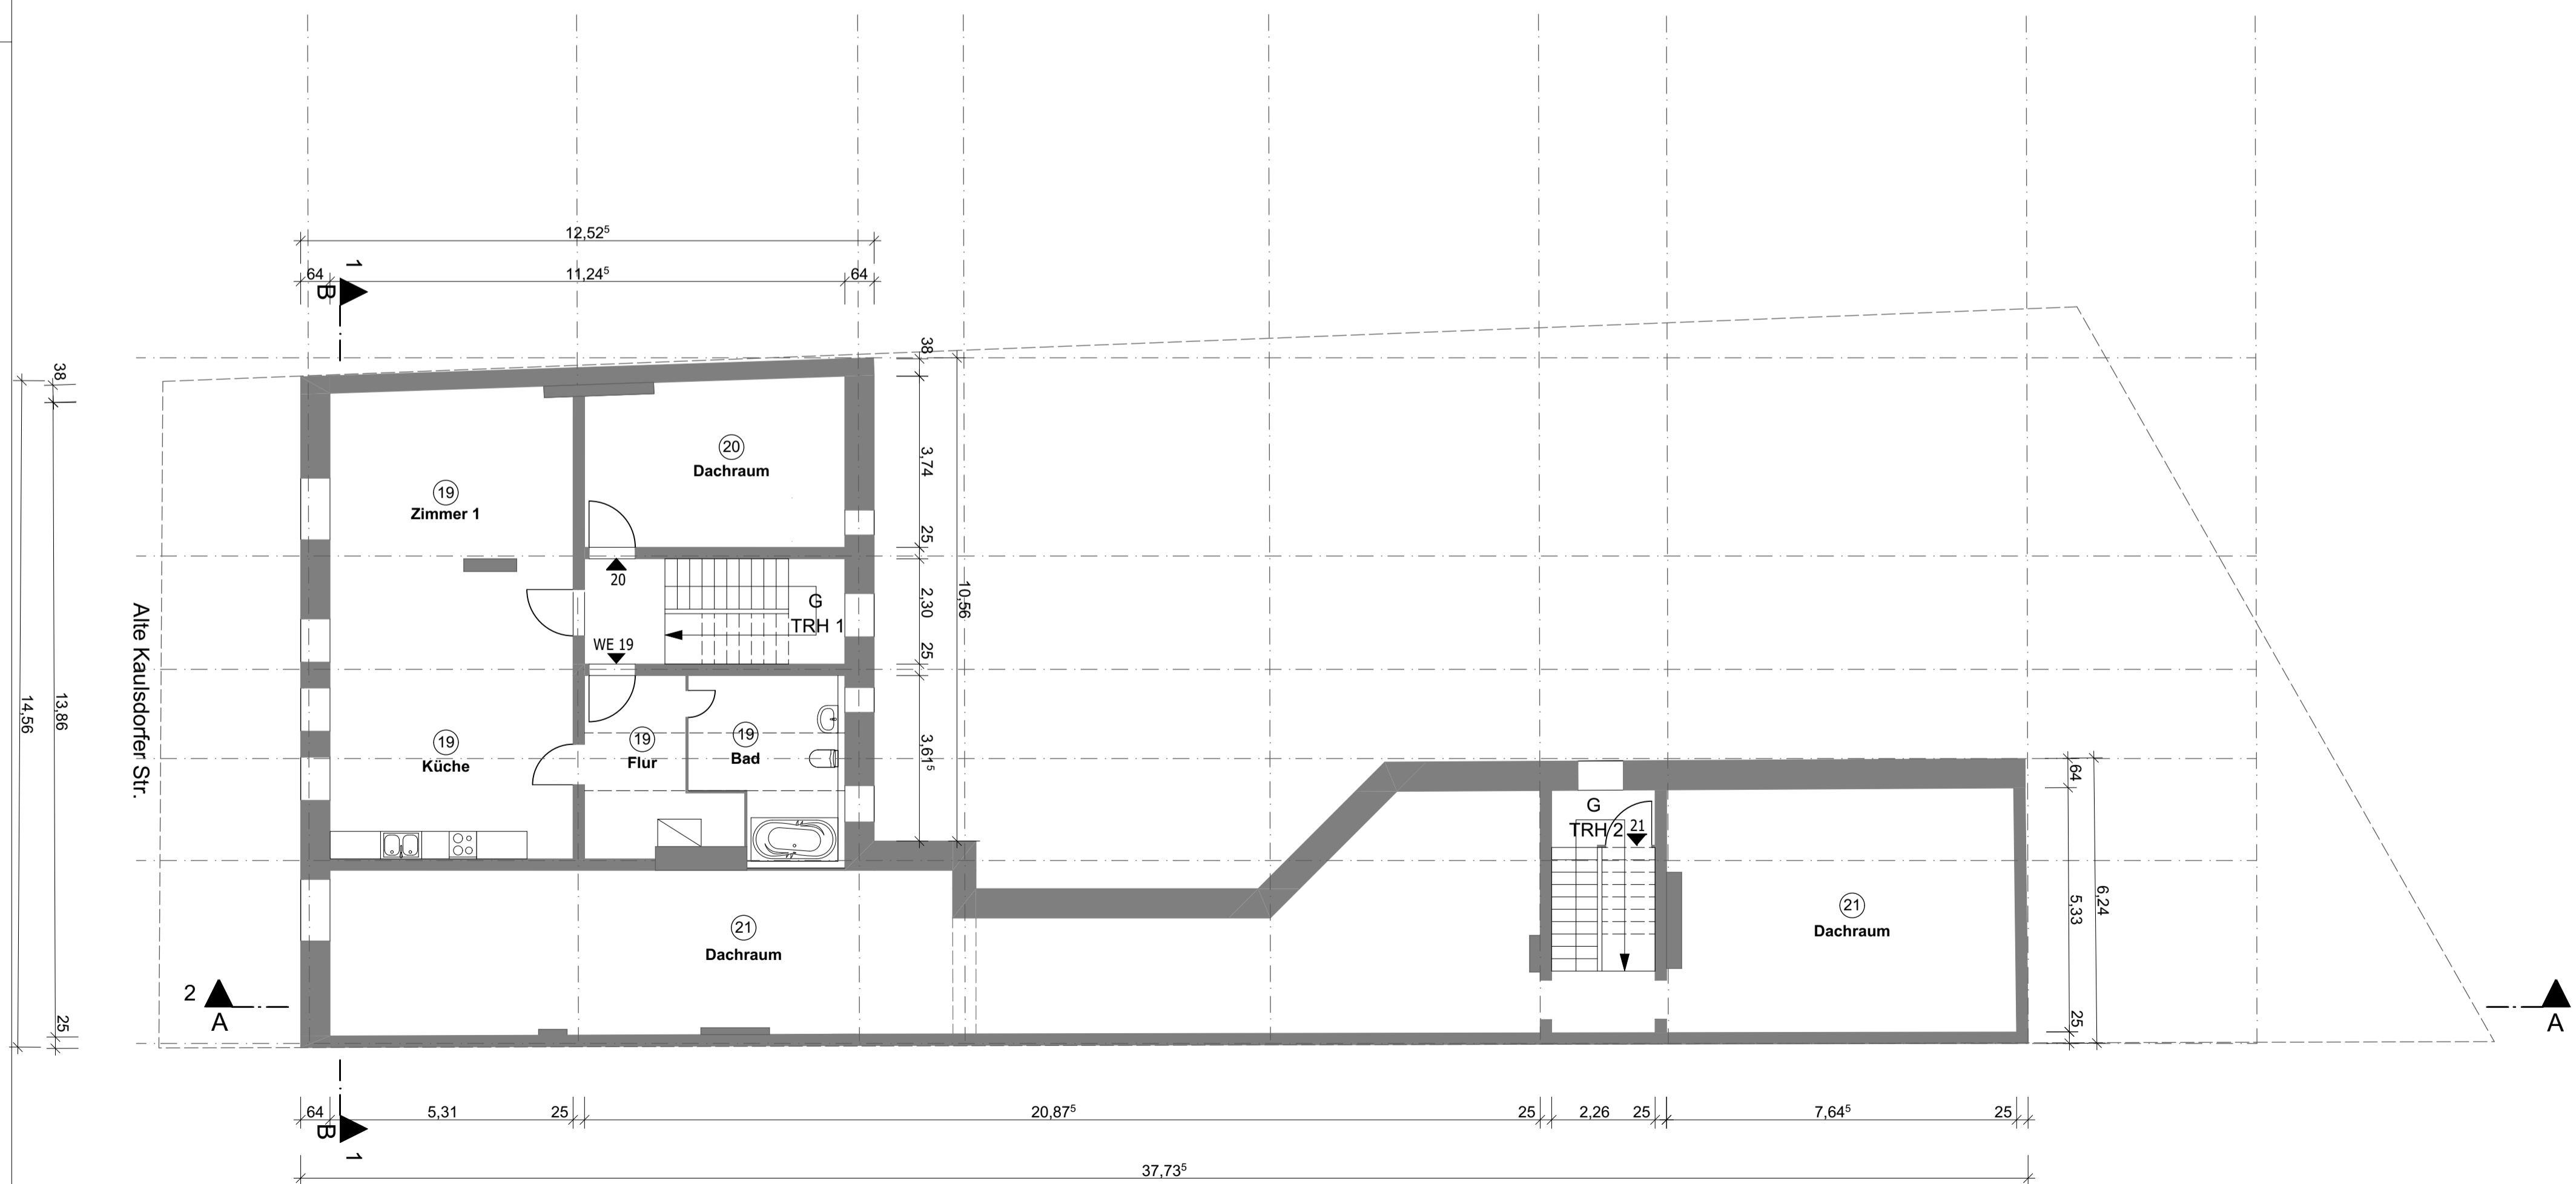 12,52⁵
64
11,24⁵
64
1
B
38
14,56
13,86
25
Alte Kaulsdorfer Str.
38
3,74
25
2,30
25
3,61⁵
10,56
20
Dachraum
19
Zimmer 1
20
G
TRH 1
WE 19
19
Küche
19
Flur
19
Bad
21
Dachraum
G
TRH 2
21
21
Dachraum
64
5,33
25
6,24
2
A
A
64
5,31
25
20,87⁵
25
2,26
25
7,64⁵
25
B
1
37,73⁵